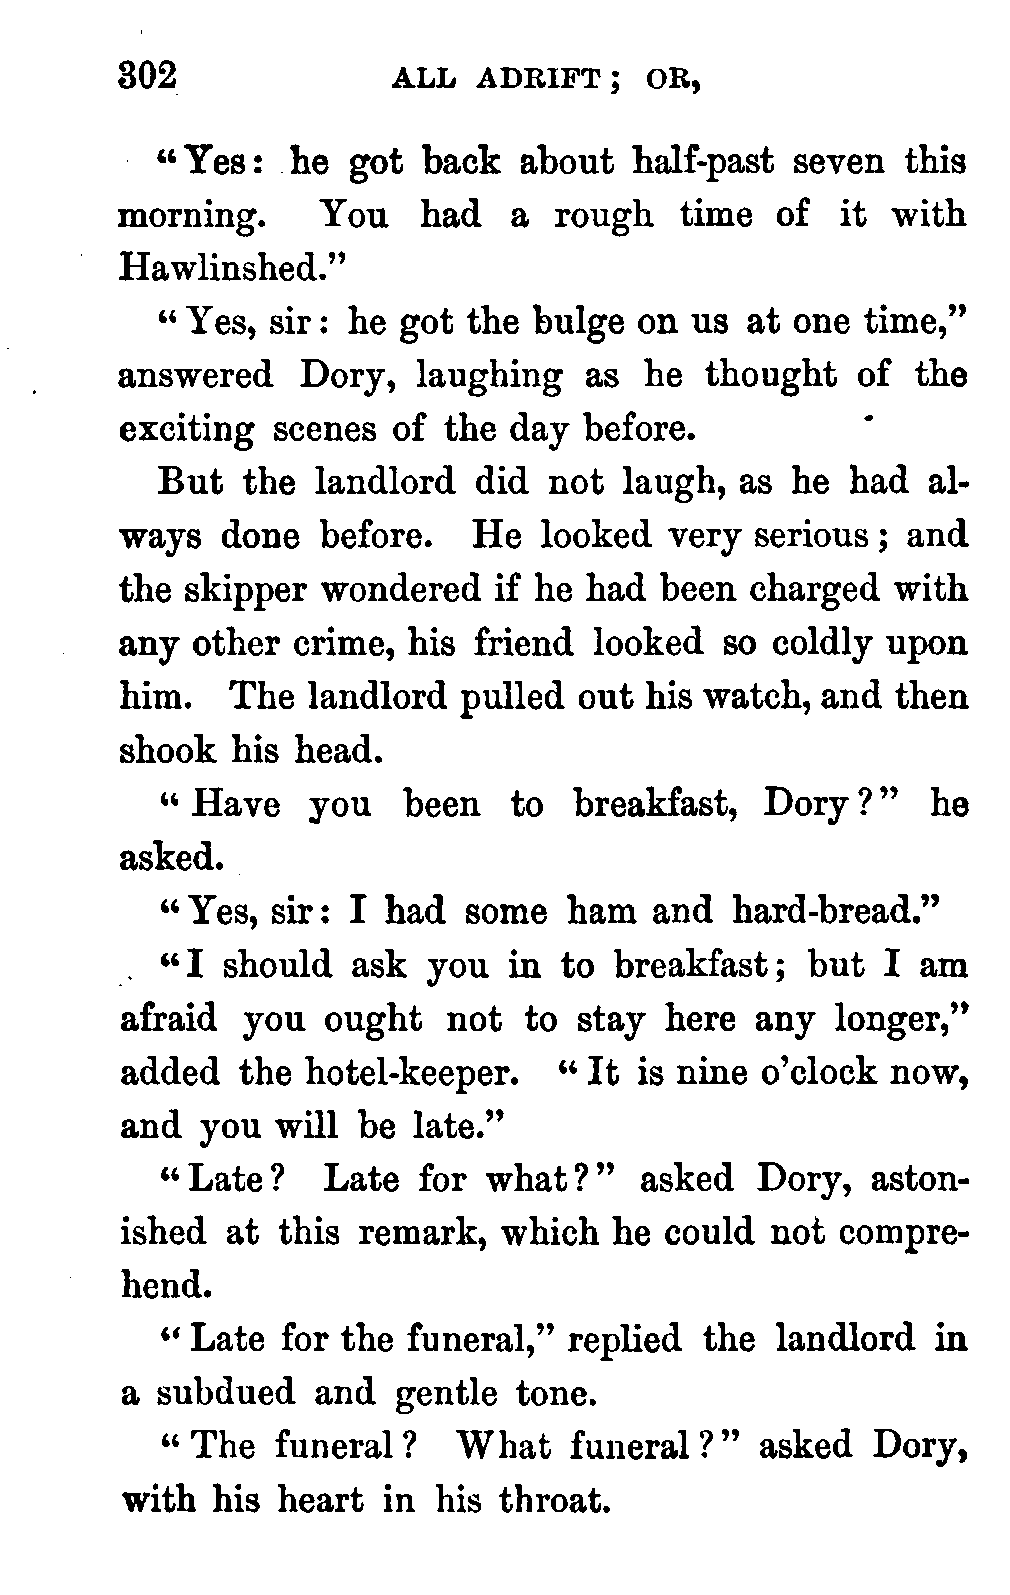 302 ALL ADRIFT; OR,
“Yes: he got back about half-past seven this
morning. You had a rough time of it with
Hawlinshed.”
“Yes, sir: he got the bulge on us at one time,”
answered Dory, laughing as he thought of the
exciting scenes of the day before.
But the landlord did not laugh, as he had al-
ways done before. He looked very serious; and
the skipper wondered if he had been charged with
any other crime, his friend looked so coldly upon
him. The landlord pulled out his watch, and then
shook his head.
“Have you been to breakfast, Dory?” he
asked.
“Yes, sir: I had some ham and hard-bread.”
“I should ask you in to breakfast; but I am
afraid you ought not to stay here any longer,”
added the hotel-keeper. “It is nine o’clock now,
and you will be late.”
“Late? Late for what?” asked Dory, aston-
ished at this remark, which he could not compre-
hend.
“Late for the funeral,” replied the landlord in
a subdued and gentle tone.
“The funeral? What funeral?” asked Dory,
with his heart in his throat.